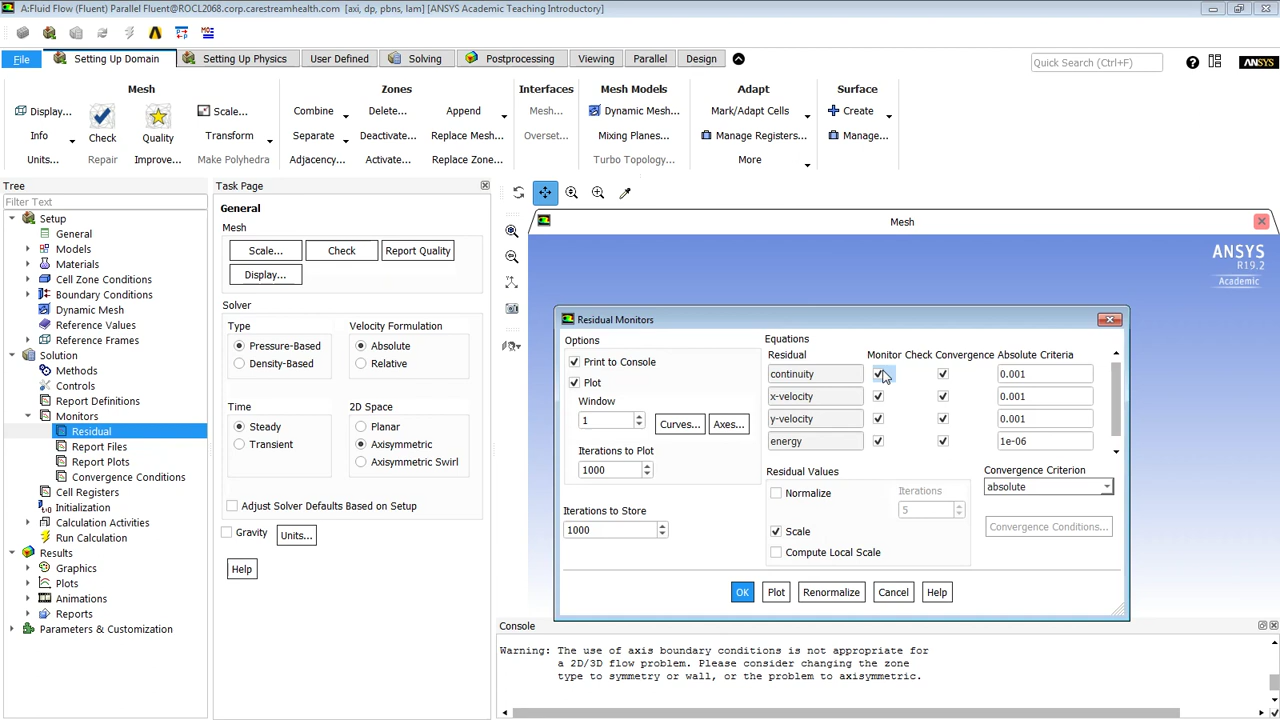 A:Fluid Flow (Fluent) Parallel Fluent@ROCL2068.corp.carestreamhealth.com [axi, dp, pbns, lam] [ANSYS Academic Teaching Introductory]
File Setting Up Domain Setting Up Physics User Defined Solving Postprocessing Viewing Parallel Design Quick Search (Ctrl+F) ANSYS
Mesh Zones Interfaces Mesh Models Adapt Surface
Display... Scale... Combine Delete... Append Mesh... Dynamic Mesh... Mark/Adapt Cells Create
Info Check Quality Transform Separate Deactivate... Replace Mesh... Overset... Mixing Planes... Manage Registers... Manage...
Units... Repair Improve... Make Polyhedra Adjacency... Activate... Replace Zone... Turbo Topology... More
Tree
Filter Text
Setup
General
Models
Materials
Cell Zone Conditions
Boundary Conditions
Dynamic Mesh
Reference Values
Reference Frames
Solution
Methods
Controls
Report Definitions
Monitors
Residual
Report Files
Report Plots
Convergence Conditions
Cell Registers
Initialization
Calculation Activities
Run Calculation
Results
Graphics
Plots
Animations
Reports
Parameters & Customization
Task Page
General
Mesh
Scale... Check Report Quality
Display...
Solver
Type Velocity Formulation
Pressure-Based Absolute
Density-Based Relative
Time 2D Space
Steady Planar
Transient Axisymmetric
Axisymmetric Swirl
Adjust Solver Defaults Based on Setup
Gravity Units...
Help
Mesh
ANSYS
R19.2
Academic
Residual Monitors
Options
Print to Console
Plot
Window
1 Curves... Axes...
Iterations to Plot
1000
Iterations to Store
1000
Equations
Residual Monitor Check Convergence Absolute Criteria
continuity 0.001
x-velocity 0.001
y-velocity 0.001
energy 1e-06
Residual Values Convergence Criterion
Normalize Iterations absolute
5
Scale Convergence Conditions...
Compute Local Scale
OK Plot Renormalize Cancel Help
Console
Warning: The use of axis boundary conditions is not appropriate for
a 2D/3D flow problem. Please consider changing the zone
type to symmetry or wall, or the problem to axisymmetric.